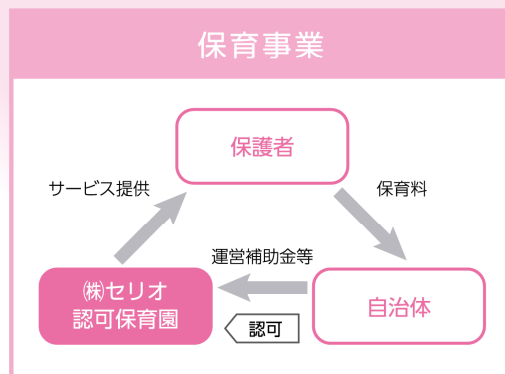 保育事業
保護者
サービス提供
保育料
運営補助金等
㈱セリオ
認可保育園
自治体
認可